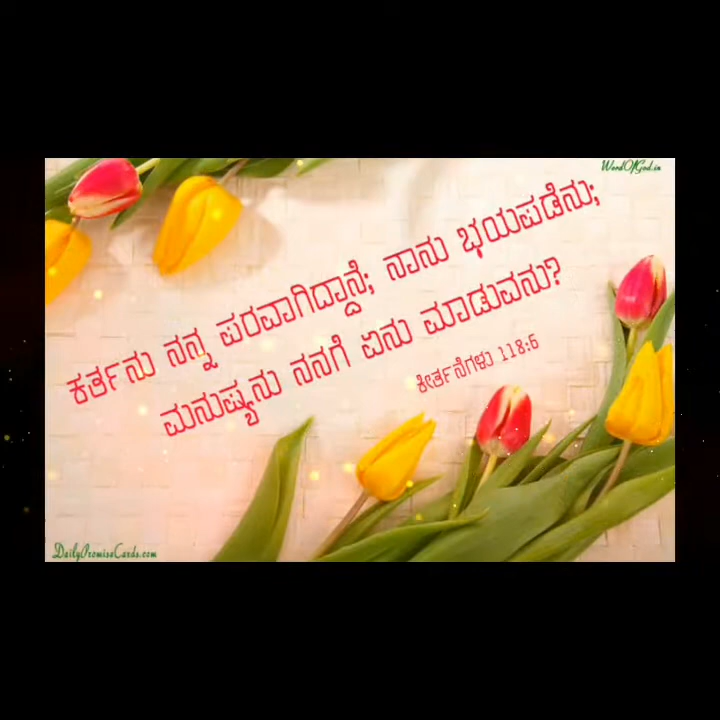 WordOfGod.in
ಕರ್ತನು ನನ್ನ ಪರವಾಗಿದ್ದಾನೆ; ನಾನು ಭಯಪಡೆನು;
ಮನುಷ್ಯನು ನನಗೆ ಏನು ಮಾಡುವನು?
ಕೀರ್ತನೆಗಳು 118:6
DailyPromiseCards.com